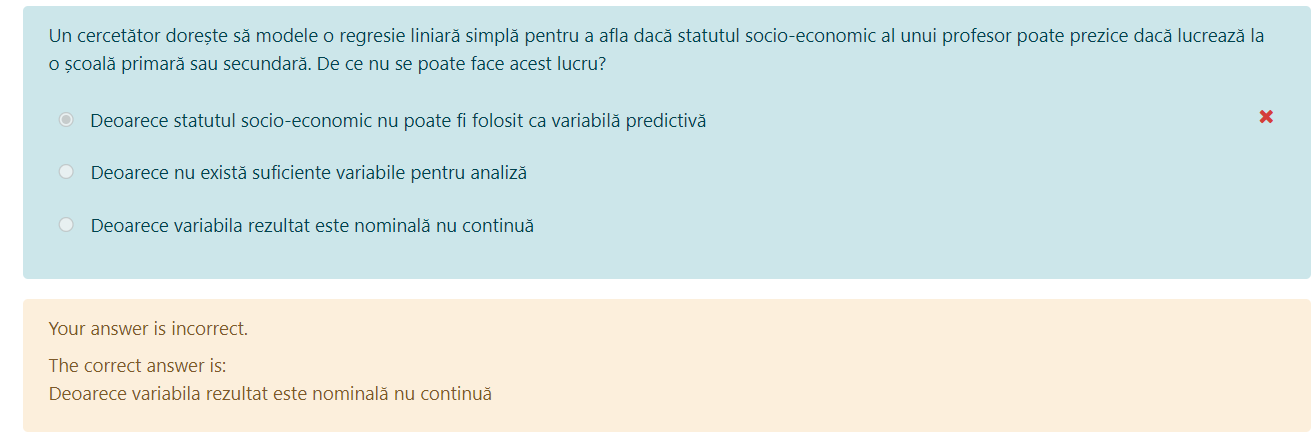 Un cercetător dorește să modele o regresie liniară simplă pentru a afla dacă statutul socio-economic al unui profesor poate prezice dacă lucrează la
o școală primară sau secundară. De ce nu se poate face acest lucru?
Deoarece statutul socio-economic nu poate fi folosit ca variabilă predictivă
Deoarece nu există suficiente variabile pentru analiză
Deoarece variabila rezultat este nominală nu continuă
Your answer is incorrect.
The correct answer is:
Deoarece variabila rezultat este nominală nu continuă